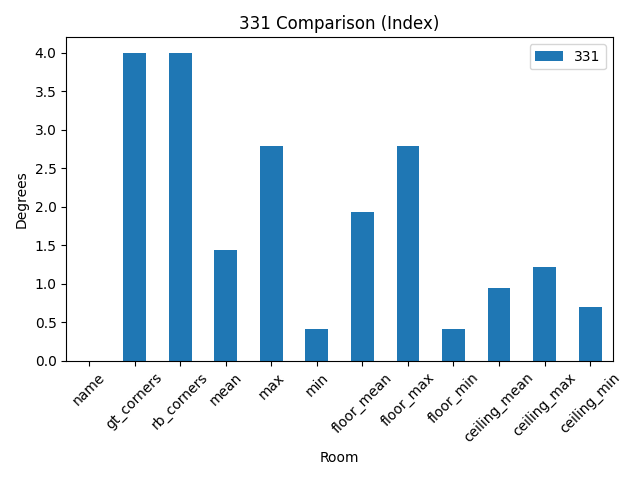 331 Comparison (Index)
331
Degrees
4.0
3.5
3.0
2.5
2.0
1.5
1.0
0.5
0.0
name
gt_corners
rb_corners
mean
max
min
floor_mean
floor_max
floor_min
ceiling_mean
ceiling_max
ceiling_min
Room